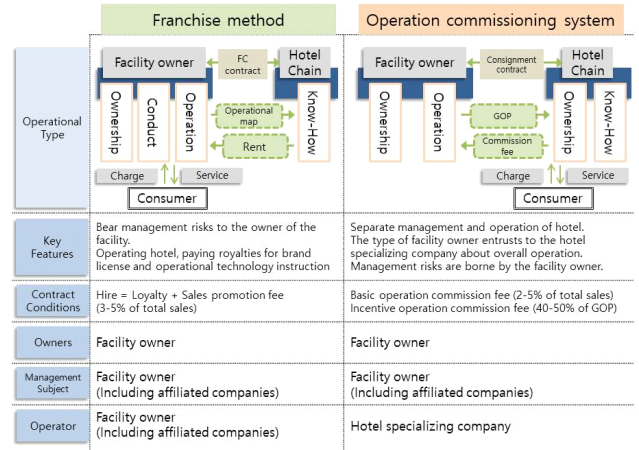 Franchise method
Operation commissioning system
Operational
Type
Facility owner
FC
contract
Hotel
Chain
Ownership
Conduct
Operation
Operational
map
Rent
Know-How
Charge
Service
Consumer
Facility owner
Consignment
contract
Hotel
Chain
Ownership
Operation
GOP
Commission
fee
Ownership
Know-How
Charge
Service
Consumer
Key
Features
Bear management risks to the owner of the
facility.
Operating hotel, paying royalties for brand
license and operational technology instruction
Separate management and operation of hotel.
The type of facility owner entrusts to the hotel
specializing company about overall operation.
Management risks are borne by the facility owner.
Contract
Conditions
Hire = Loyalty + Sales promotion fee
(3-5% of total sales)
Basic operation commission fee (2-5% of total sales)
Incentive operation commission fee (40-50% of GOP)
Owners
Facility owner
Facility owner
Management
Subject
Facility owner
(Including affiliated companies)
Facility owner
(Including affiliated companies)
Operator
Facility owner
(Including affiliated companies)
Hotel specializing company